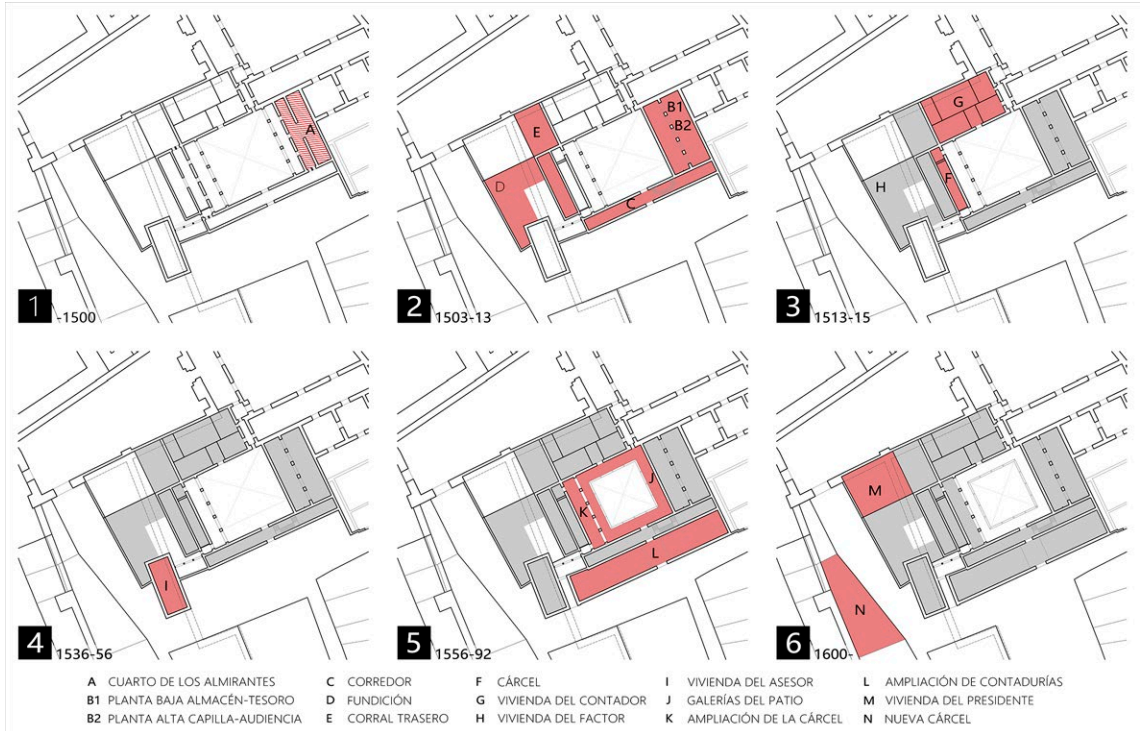 A
1
-1500
E
B1
B2
D
C
2
1503-13
G
F
H
3
1513-15
I
4
1536-56
J
K
L
5
1556-92
M
N
6
1600-
A CUARTO DE LOS ALMIRANTES
B1 PLANTA BAJA ALMACÉN-TESORO
B2 PLANTA ALTA CAPILLA-AUDIENCIA
C CORREDOR
D FUNDICIÓN
E CORRAL TRASERO
F CÁRCEL
G VIVIENDA DEL CONTADOR
H VIVIENDA DEL FACTOR
I VIVIENDA DEL ASESOR
J GALERÍAS DEL PATIO
K AMPLIACIÓN DE LA CÁRCEL
L AMPLIACIÓN DE CONTADURÍAS
M VIVIENDA DEL PRESIDENTE
N NUEVA CÁRCEL